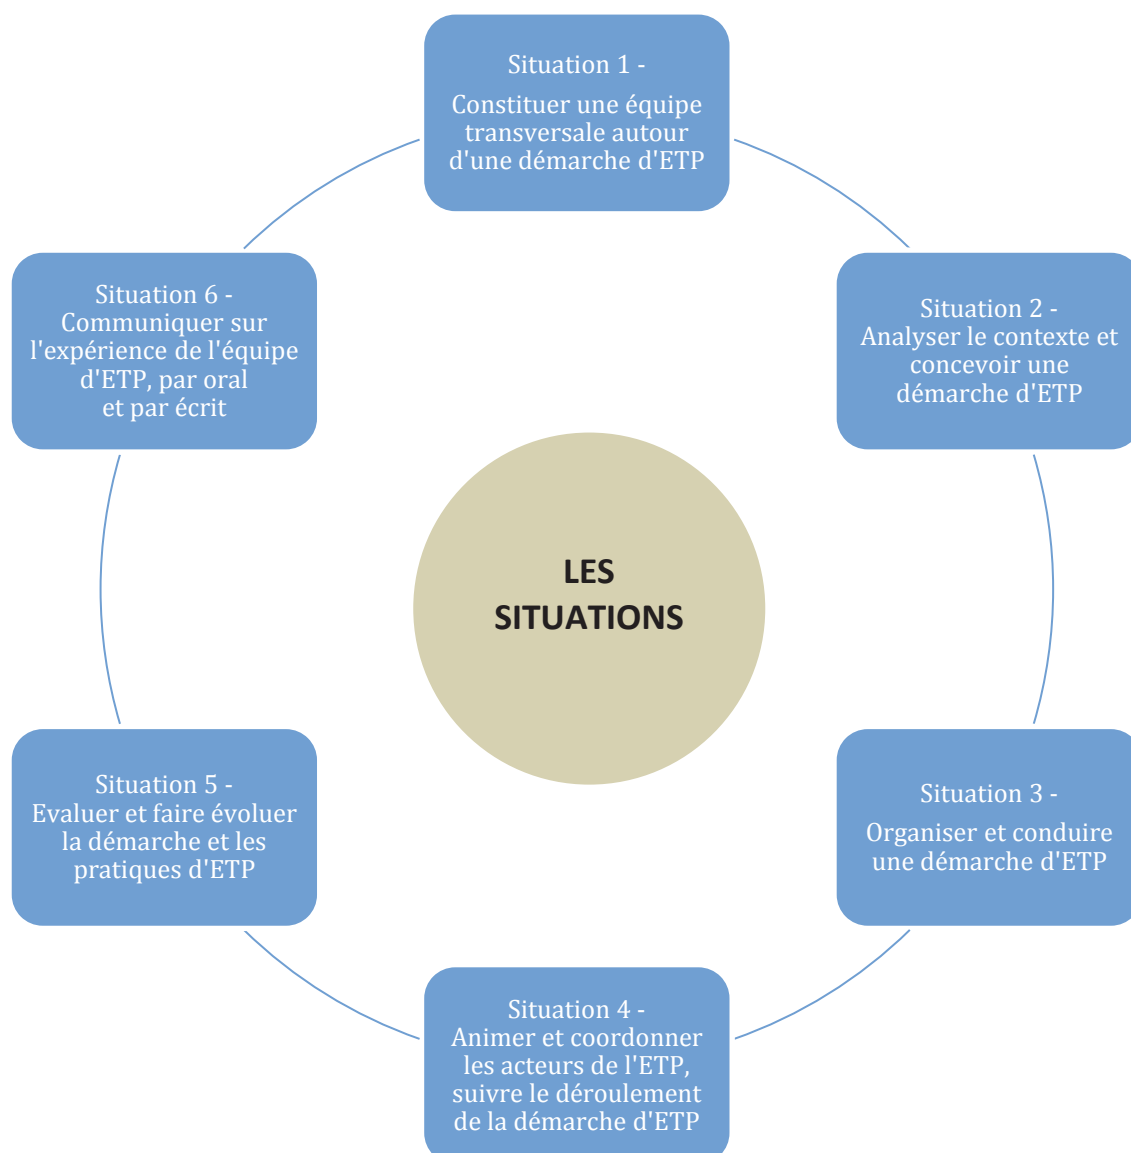 Situation 1 -
Constituer une équipe
transversale autour
d'une démarche d'ETP
Situation 2 -
Analyser le contexte et
concevoir une
démarche d'ETP
Situation 3 -
Organiser et conduire
une démarche d'ETP
Situation 4 -
Animer et coordonner
les acteurs de l'ETP,
suivre le déroulement
de la démarche d'ETP
Situation 5 -
Evaluer et faire évoluer
la démarche et les
pratiques d'ETP
Situation 6 -
Communiquer sur
l'expérience de l'équipe
d'ETP, par oral
et par écrit
LES
SITUATIONS